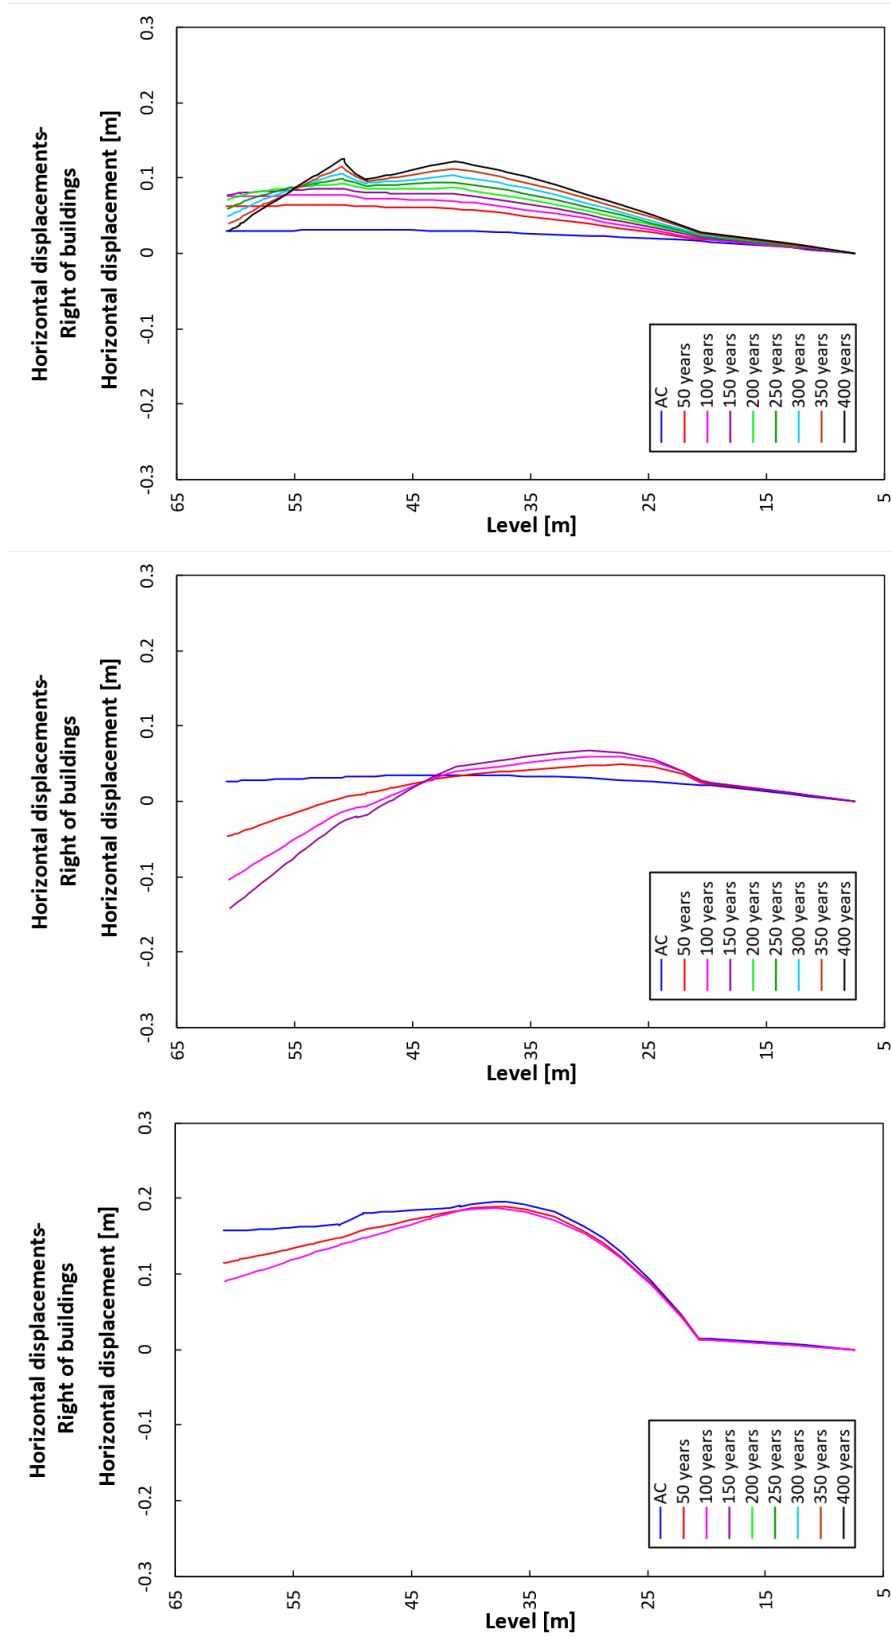 Horizontal displacements-
Right of buildings
Horizontal displacement [m]
-0.3 -0.2 -0.1 0 0.1 0.2 0.3
Level [m]
65
55
45
35
25
15
5
AC
50 years
100 years
150 years
200 years
250 years
300 years
350 years
400 years
Horizontal displacements-
Right of buildings
Horizontal displacement [m]
-0.3 -0.2 -0.1 0 0.1 0.2 0.3
Level [m]
65
55
45
35
25
15
5
AC
50 years
100 years
150 years
200 years
250 years
300 years
350 years
400 years
Horizontal displacements-
Right of buildings
Horizontal displacement [m]
-0.3 -0.2 -0.1 0 0.1 0.2 0.3
Level [m]
65
55
45
35
25
15
5
AC
50 years
100 years
150 years
200 years
250 years
300 years
350 years
400 years